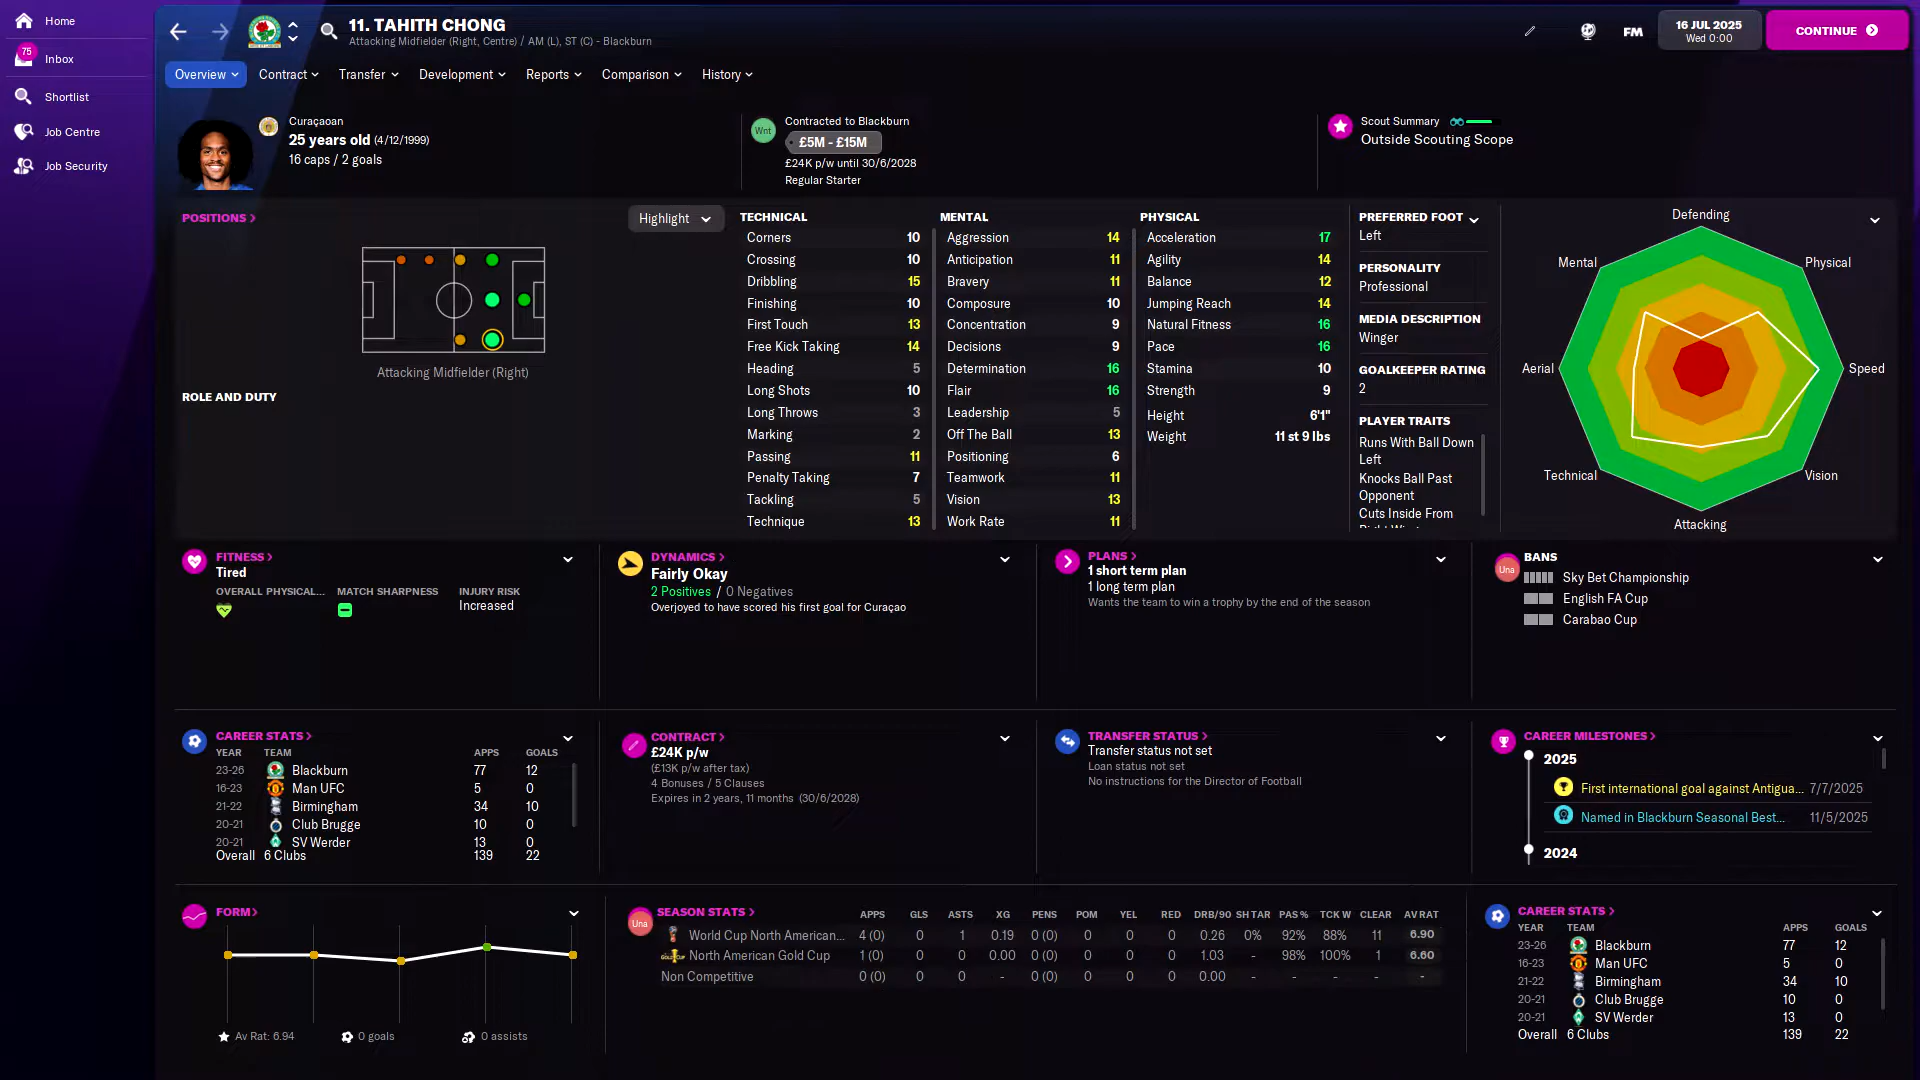 Home
75
Inbox
Shortlist
Job Centre
Job Security
11. TAHITH CHONG
Attacking Midfielder (Right, Centre) / AM (L), ST (C) - Blackburn
FM
16 JUL 2025
Wed 0:00
CONTINUE
Overview
Contract
Transfer
Development
Reports
Comparison
History
Curaçaoan
25 years old (4/12/1999)
16 caps / 2 goals
Wnt
Contracted to Blackburn
£5M - £15M
£24K p/w until 30/6/2028
Regular Starter
Scout Summary
Outside Scouting Scope
POSITIONS
Highlight
Attacking Midfielder (Right)
ROLE AND DUTY
TECHNICAL
Corners 10
Crossing 10
Dribbling 15
Finishing 10
First Touch 13
Free Kick Taking 14
Heading 5
Long Shots 10
Long Throws 3
Marking 2
Passing 11
Penalty Taking 7
Tackling 5
Technique 13
MENTAL
Aggression 14
Anticipation 11
Bravery 11
Composure 10
Concentration 9
Decisions 9
Determination 16
Flair 16
Leadership 5
Off The Ball 13
Positioning 6
Teamwork 11
Vision 13
Work Rate 11
PHYSICAL
Acceleration 17
Agility 14
Balance 12
Jumping Reach 14
Natural Fitness 16
Pace 16
Stamina 10
Strength 9
Height 6'1"
Weight 11 st 9 lbs
PREFERRED FOOT
Left
PERSONALITY
Professional
MEDIA DESCRIPTION
Winger
GOALKEEPER RATING
2
PLAYER TRAITS
Runs With Ball Down
Left
Knocks Ball Past
Opponent
Cuts Inside From
Defending
Mental
Physical
Aerial
Speed
Technical
Vision
Attacking
FITNESS
Tired
OVERALL PHYSICAL... MATCH SHARPNESS INJURY RISK
Increased
DYNAMICS
Fairly Okay
2 Positives / 0 Negatives
Overjoyed to have scored his first goal for Curaçao
PLANS
1 short term plan
1 long term plan
Wants the team to win a trophy by the end of the season
Una
BANS
Sky Bet Championship
English FA Cup
Carabao Cup
CAREER STATS
YEAR TEAM APPS GOALS
23-26 Blackburn 77 12
16-23 Man UFC 5 0
21-22 Birmingham 34 10
20-21 Club Brugge 10 0
20-21 SV Werder 13 0
Overall 6 Clubs 139 22
CONTRACT
£24K p/w
(£13K p/w after tax)
4 Bonuses / 5 Clauses
Expires in 2 years, 11 months (30/6/2028)
TRANSFER STATUS
Transfer status not set
Loan status not set
No instructions for the Director of Football
CAREER MILESTONES
2025
First international goal against Antigua... 7/7/2025
Named in Blackburn Seasonal Best... 11/5/2025
2024
FORM
Av Rat: 6.94
0 goals
0 assists
Una
SEASON STATS APPS GLS ASTS XG PENS POM YEL RED DRB/90 SH TAR PAS % TCK W CLEAR AV RAT
World Cup North American... 4 (0) 0 1 0.19 0 (0) 0 0 0 0.26 0% 92% 88% 11 6.90
North American Gold Cup 1 (0) 0 0 0.00 0 (0) 0 0 0 1.03 - 98% 100% 1 6.60
Non Competitive 0 (0) 0 0 - 0 (0) 0 0 0 0.00 - - - - -
CAREER STATS
YEAR TEAM APPS GOALS
23-26 Blackburn 77 12
16-23 Man UFC 5 0
21-22 Birmingham 34 10
20-21 Club Brugge 10 0
20-21 SV Werder 13 0
Overall 6 Clubs 139 22